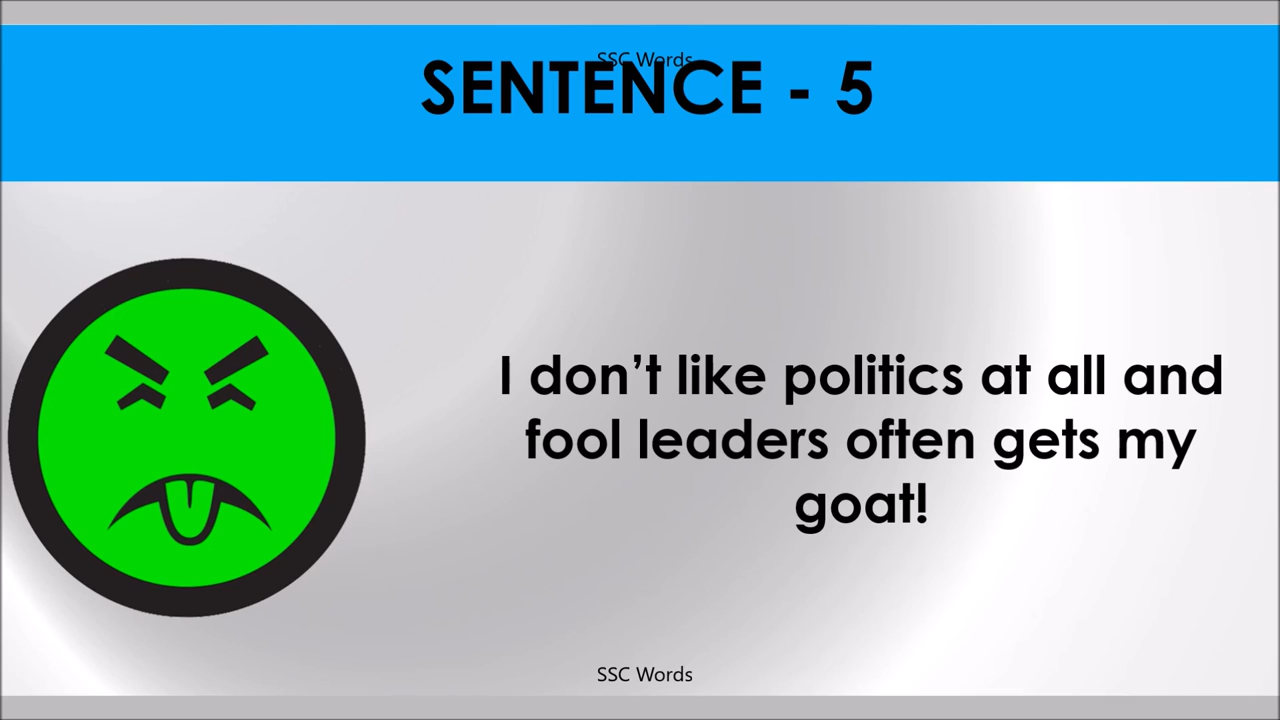 SSC Words
SENTENCE - 5
I don’t like politics at all and
fool leaders often gets my
goat!
SSC Words